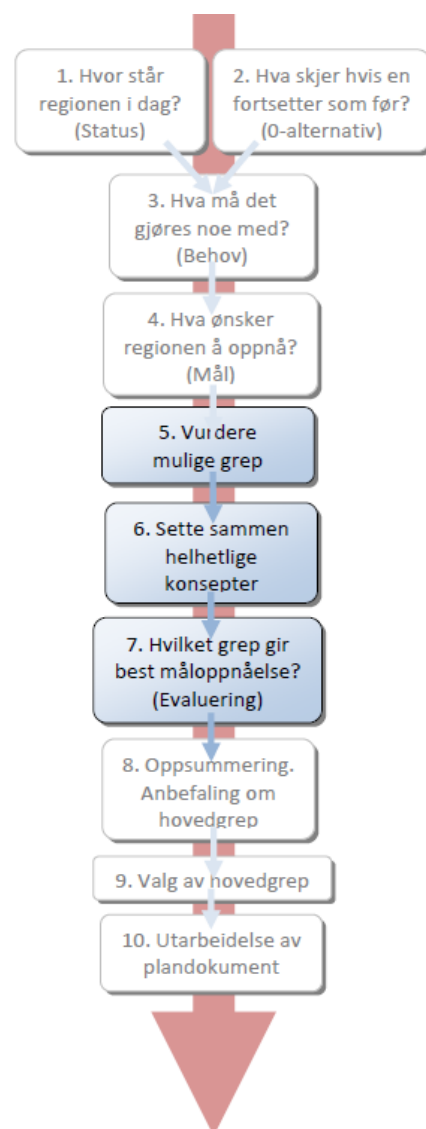 1. Hvor står
regionen i dag?
(Status)
2. Hva skjer hvis en
fortsetter som før?
(0-alternativ)
3. Hva må det
gjøres noe med?
(Behov)
4. Hva ønsker
regionen å oppnå?
(Mål)
5. Vurdere
mulige grep
6. Sette sammen
helhetlige
konsepter
7. Hvilket grep gir
best måloppnåelse?
(Evaluering)
8. Oppsummering.
Anbefaling om
hovedgrep
9. Valg av hovedgrep
10. Utarbeidelse av
plandokument